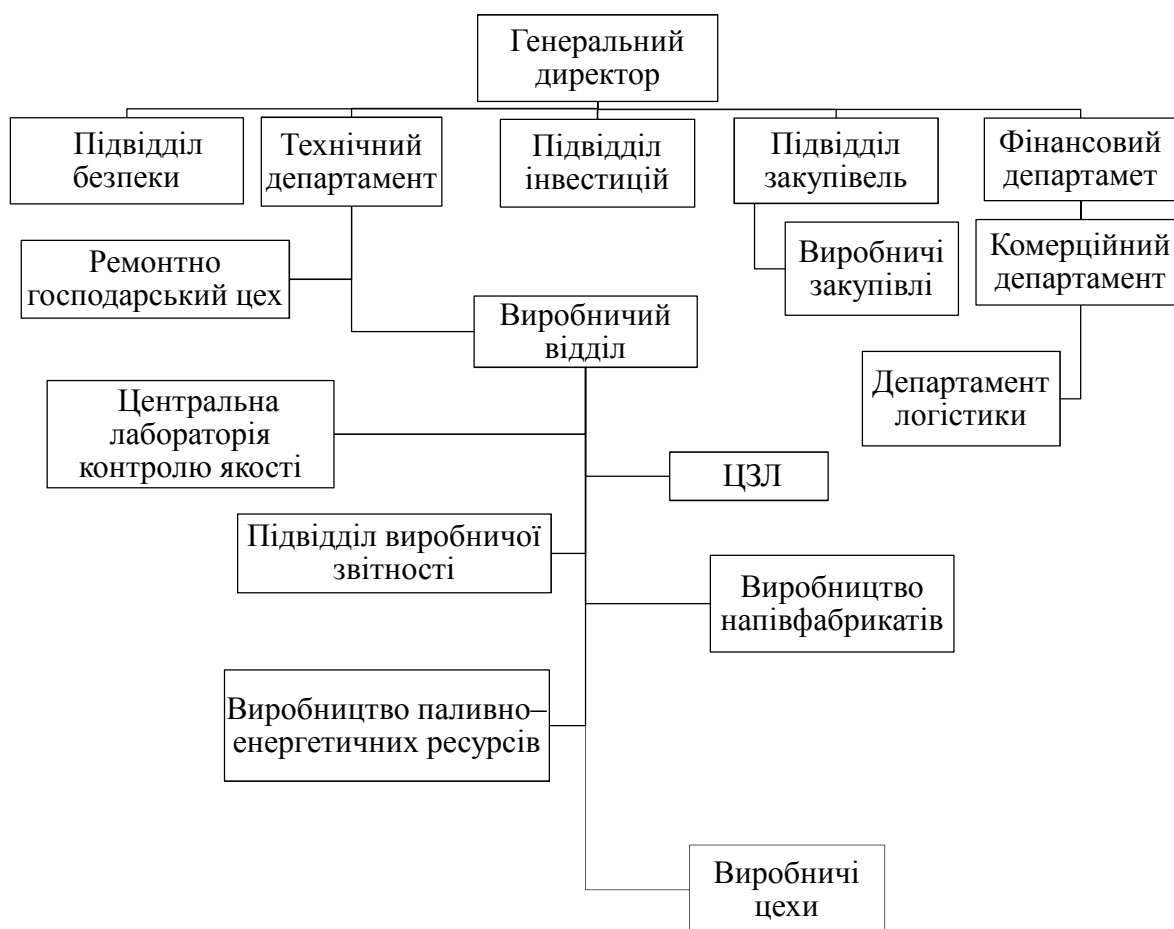 Генеральний
директор
Підвідділ
безпеки
Технічний
департамент
Підвідділ
інвестицій
Підвідділ
закупівель
Фінансовий
департамет
Ремонтно
господарський цех
Виробничі
закупівлі
Комерційний
департамент
Виробничий
відділ
Департамент
логістики
Центральна
лабораторія
контролю якості
ЦЗЛ
Підвідділ виробничої
звітності
Виробництво
напівфабрикатів
Виробництво паливно–
енергетичних ресурсів
Виробничі
цехи